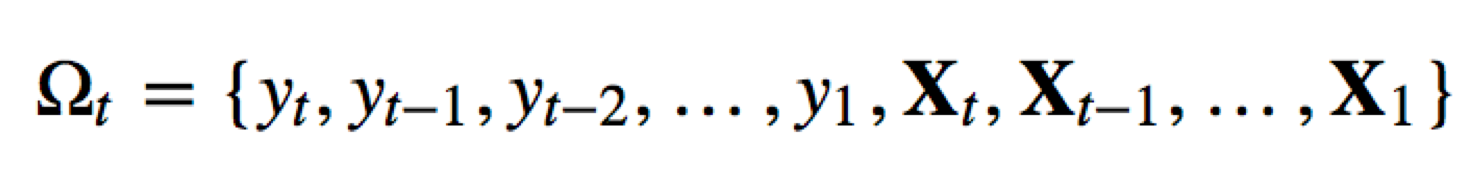 Ωₜ = {yₜ, yₜ₋₁, yₜ₋₂, … , y₁, 𝐗ₜ, 𝐗ₜ₋₁, … , 𝐗₁}